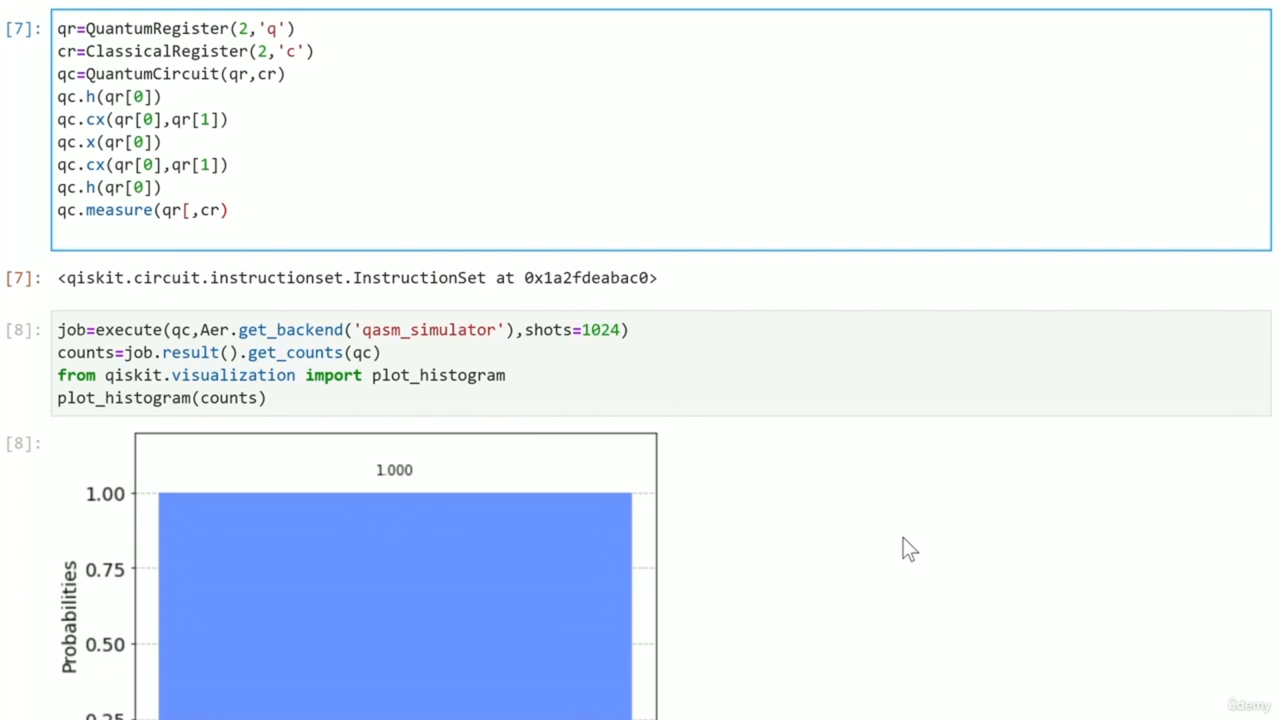 [7]: qr=QuantumRegister(2,'q')
cr=ClassicalRegister(2,'c')
qc=QuantumCircuit(qr,cr)
qc.h(qr[0])
qc.cx(qr[0],qr[1])
qc.x(qr[0])
qc.cx(qr[0],qr[1])
qc.h(qr[0])
qc.measure(qr[,cr)
[7]: <qiskit.circuit.instructionset.InstructionSet at 0x1a2fdeabac0>
[8]: job=execute(qc,Aer.get_backend('qasm_simulator'),shots=1024)
counts=job.result().get_counts(qc)
from qiskit.visualization import plot_histogram
plot_histogram(counts)
[8]:
1.000
1.00
0.75
Probabilities
0.50
0.25
ûdemy